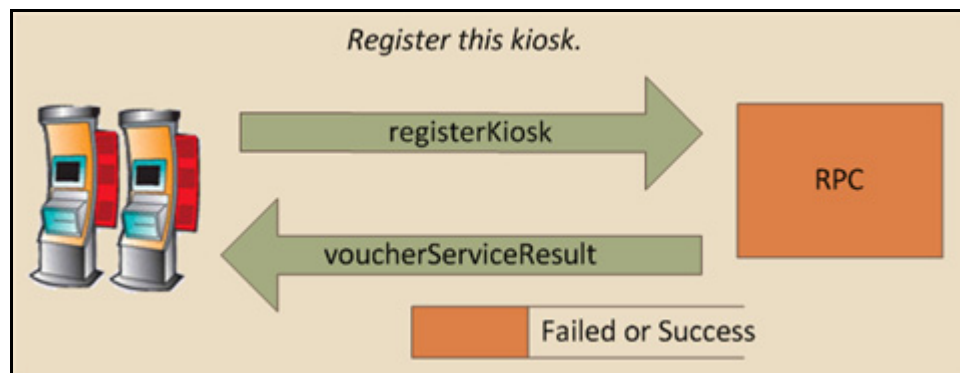 Register this kiosk.
registerKiosk
RPC
voucherServiceResult
Failed or Success